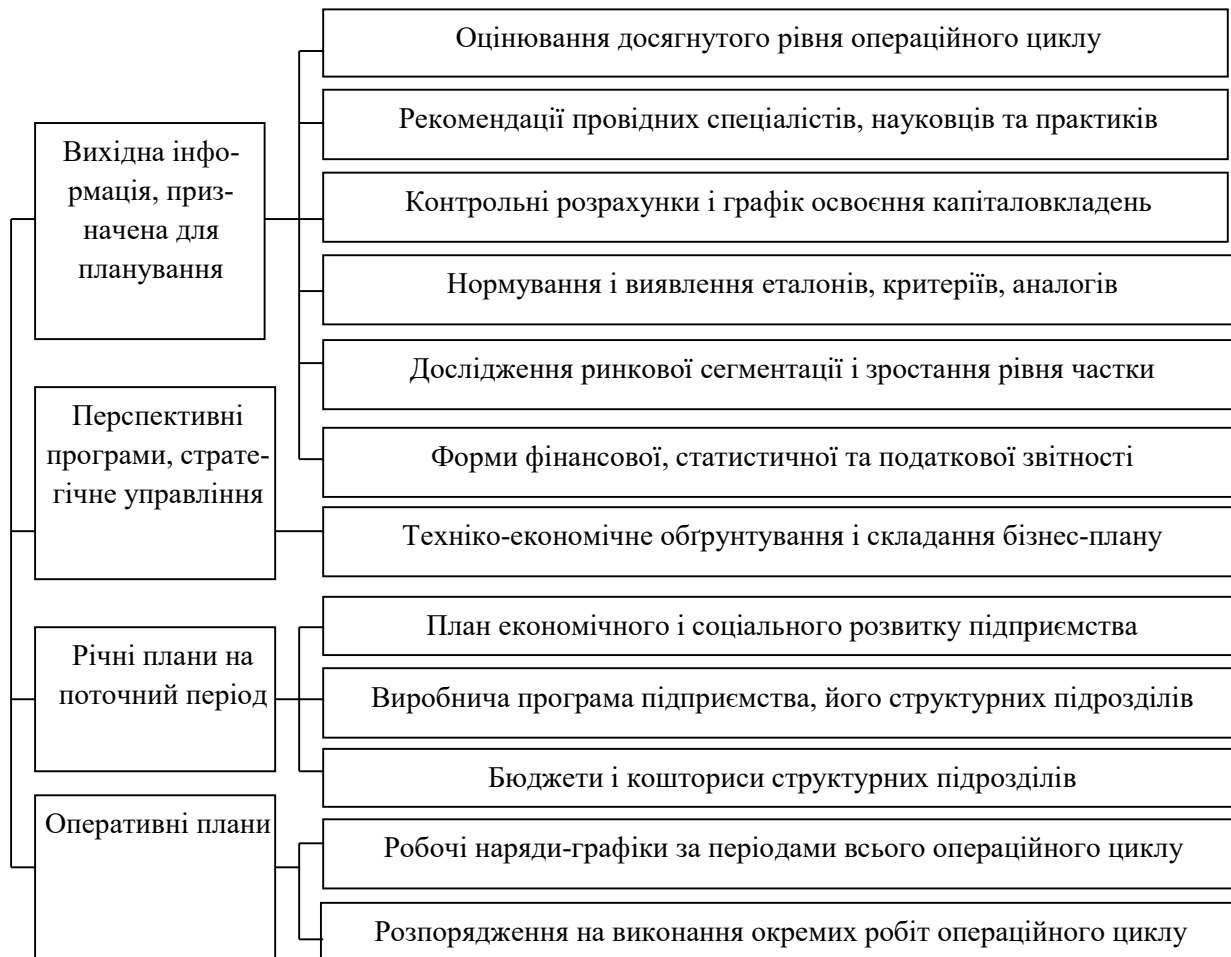 Оцінювання досягнутого рівня операційного циклу
Рекомендації провідних спеціалістів, науковців та практиків
Вихідна інфо-
рмація, приз-
начена для
планування
Контрольні розрахунки і графік освоєння капіталовкладень
Нормування і виявлення еталонів, критеріїв, аналогів
Дослідження ринкової сегментації і зростання рівня частки
Форми фінансової, статистичної та податкової звітності
Перспективні
програми, страте-
гічне управління
Техніко-економічне обґрунтування і складання бізнес-плану
Річні плани на
поточний період
План економічного і соціального розвитку підприємства
Виробнича програма підприємства, його структурних підрозділів
Бюджети і кошториси структурних підрозділів
Оперативні плани
Робочі наряди-графіки за періодами всього операційного циклу
Розпорядження на виконання окремих робіт операційного циклу